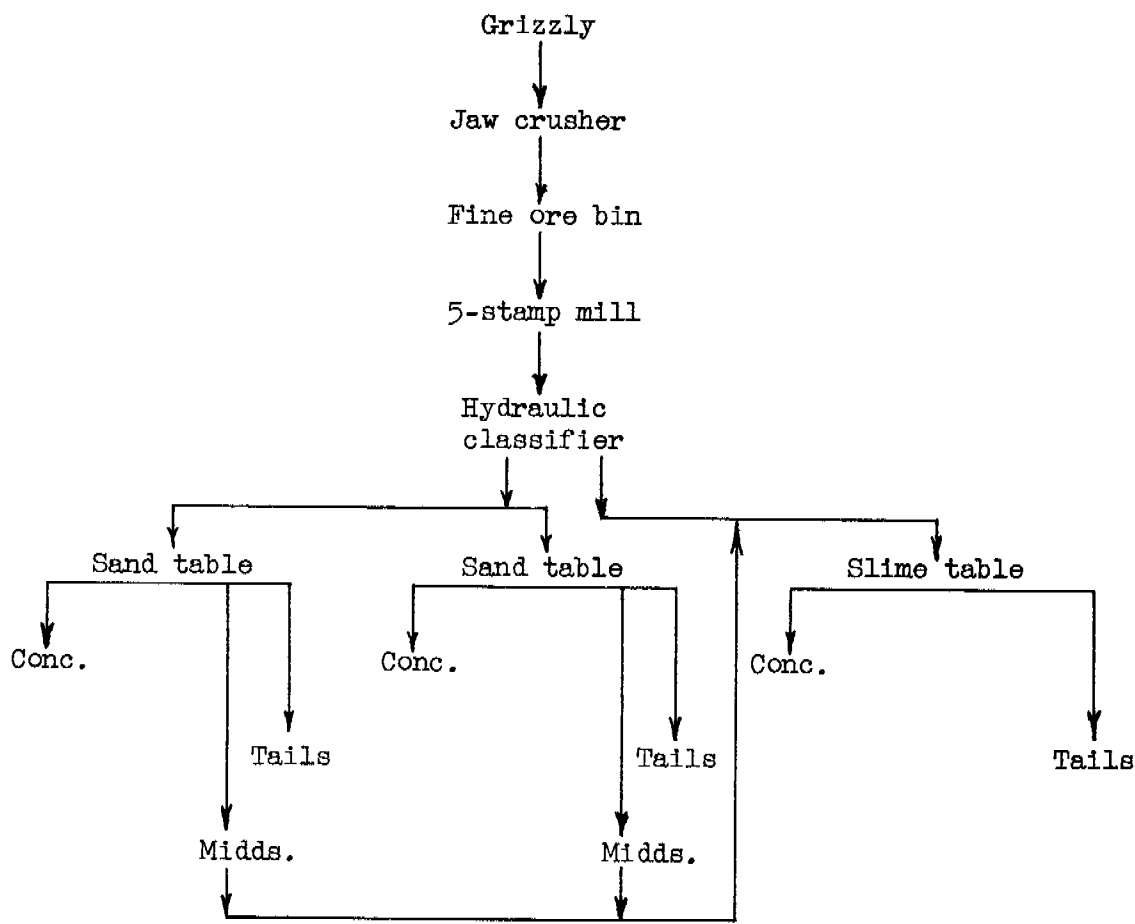 Grizzly
Jaw crusher
Fine ore bin
5-stamp mill
Hydraulic
classifier
Sand table
Sand table
Slime table
Conc.
Conc.
Conc.
Tails
Tails
Tails
Midds.
Midds.